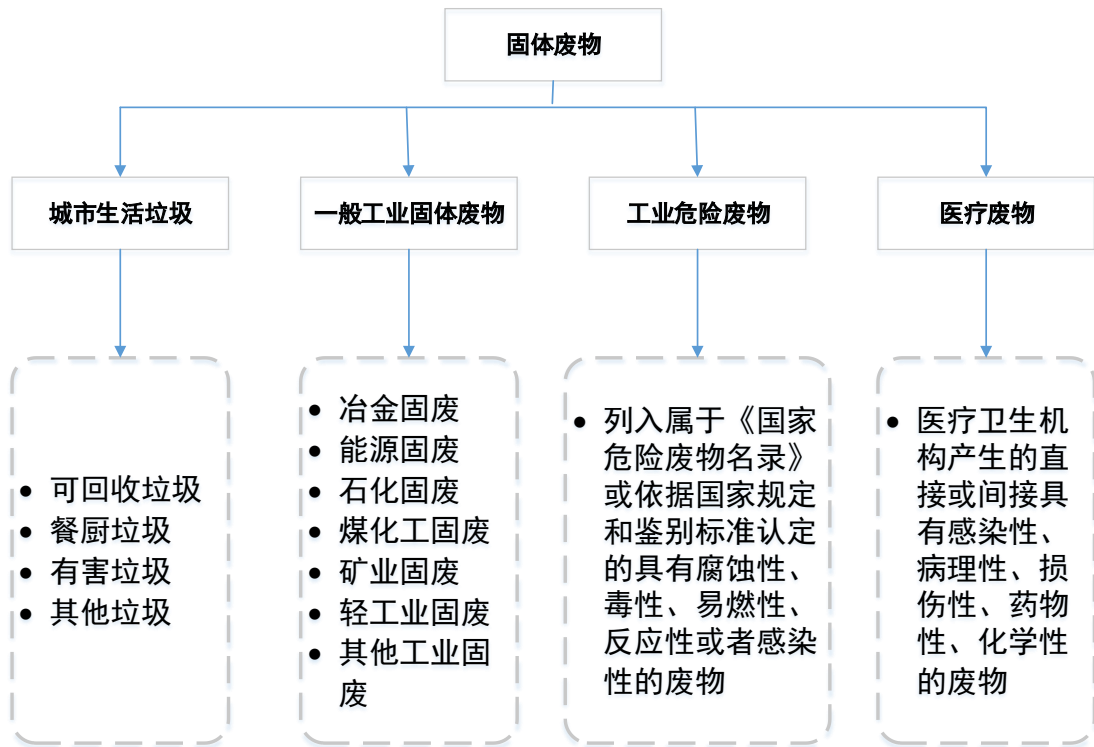 固体废物
城市生活垃圾
一般工业固体废物
工业危险废物
医疗废物
• 可回收垃圾
• 餐厨垃圾
• 有害垃圾
• 其他垃圾
• 冶金固废
• 能源固废
• 石化固废
• 煤化工固废
• 矿业固废
• 轻工业固废
• 其他工业固
废
• 列入属于《国家
危险废物名录》
或依据国家规定
和鉴别标准认定
的具有腐蚀性、
毒性、易燃性、
反应性或者感染
性的废物
• 医疗卫生机
构产生的直
接或间接具
有感染性、
病理性、损
伤性、药物
性、化学性
的废物